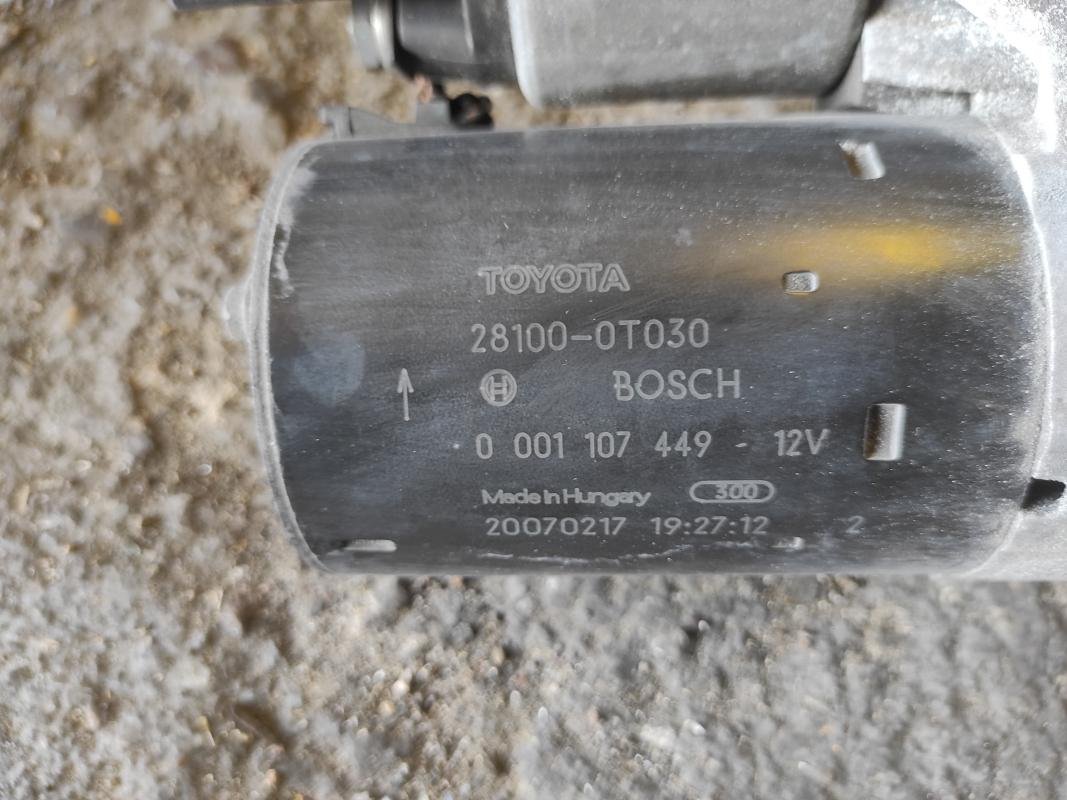 TOYOTA
28100-0T030
BOSCH
0 001 107 449 - 12V
Made in Hungary 300
20070217 19:27:12 2